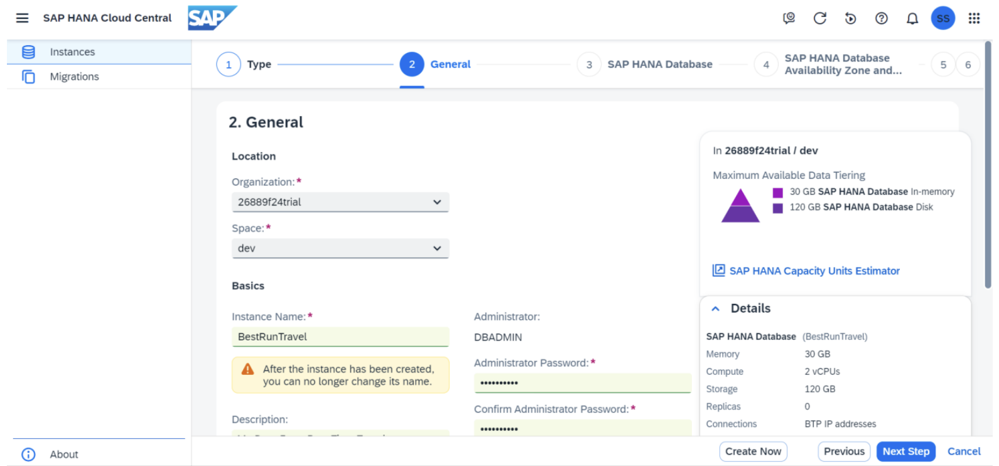 SAP HANA Cloud Central
SAP
SS
Instances
Migrations
1 Type
2 General
3 SAP HANA Database
4 SAP HANA Database
Availability Zone and...
5 6
2. General
Location
Organization:*
26889f24trial
Space:*
dev
Basics
Instance Name:*
BestRunTravel
After the instance has been created,
you can no longer change its name.
Description:
Administrator:
DBADMIN
Administrator Password:*
••••••••••
Confirm Administrator Password:*
••••••••••
In 26889f24trial / dev
Maximum Available Data Tiering
30 GB SAP HANA Database In-memory
120 GB SAP HANA Database Disk
SAP HANA Capacity Units Estimator
Details
SAP HANA Database (BestRunTravel)
Memory 30 GB
Compute 2 vCPUs
Storage 120 GB
Replicas 0
Connections BTP IP addresses
About
Create Now Previous Next Step Cancel